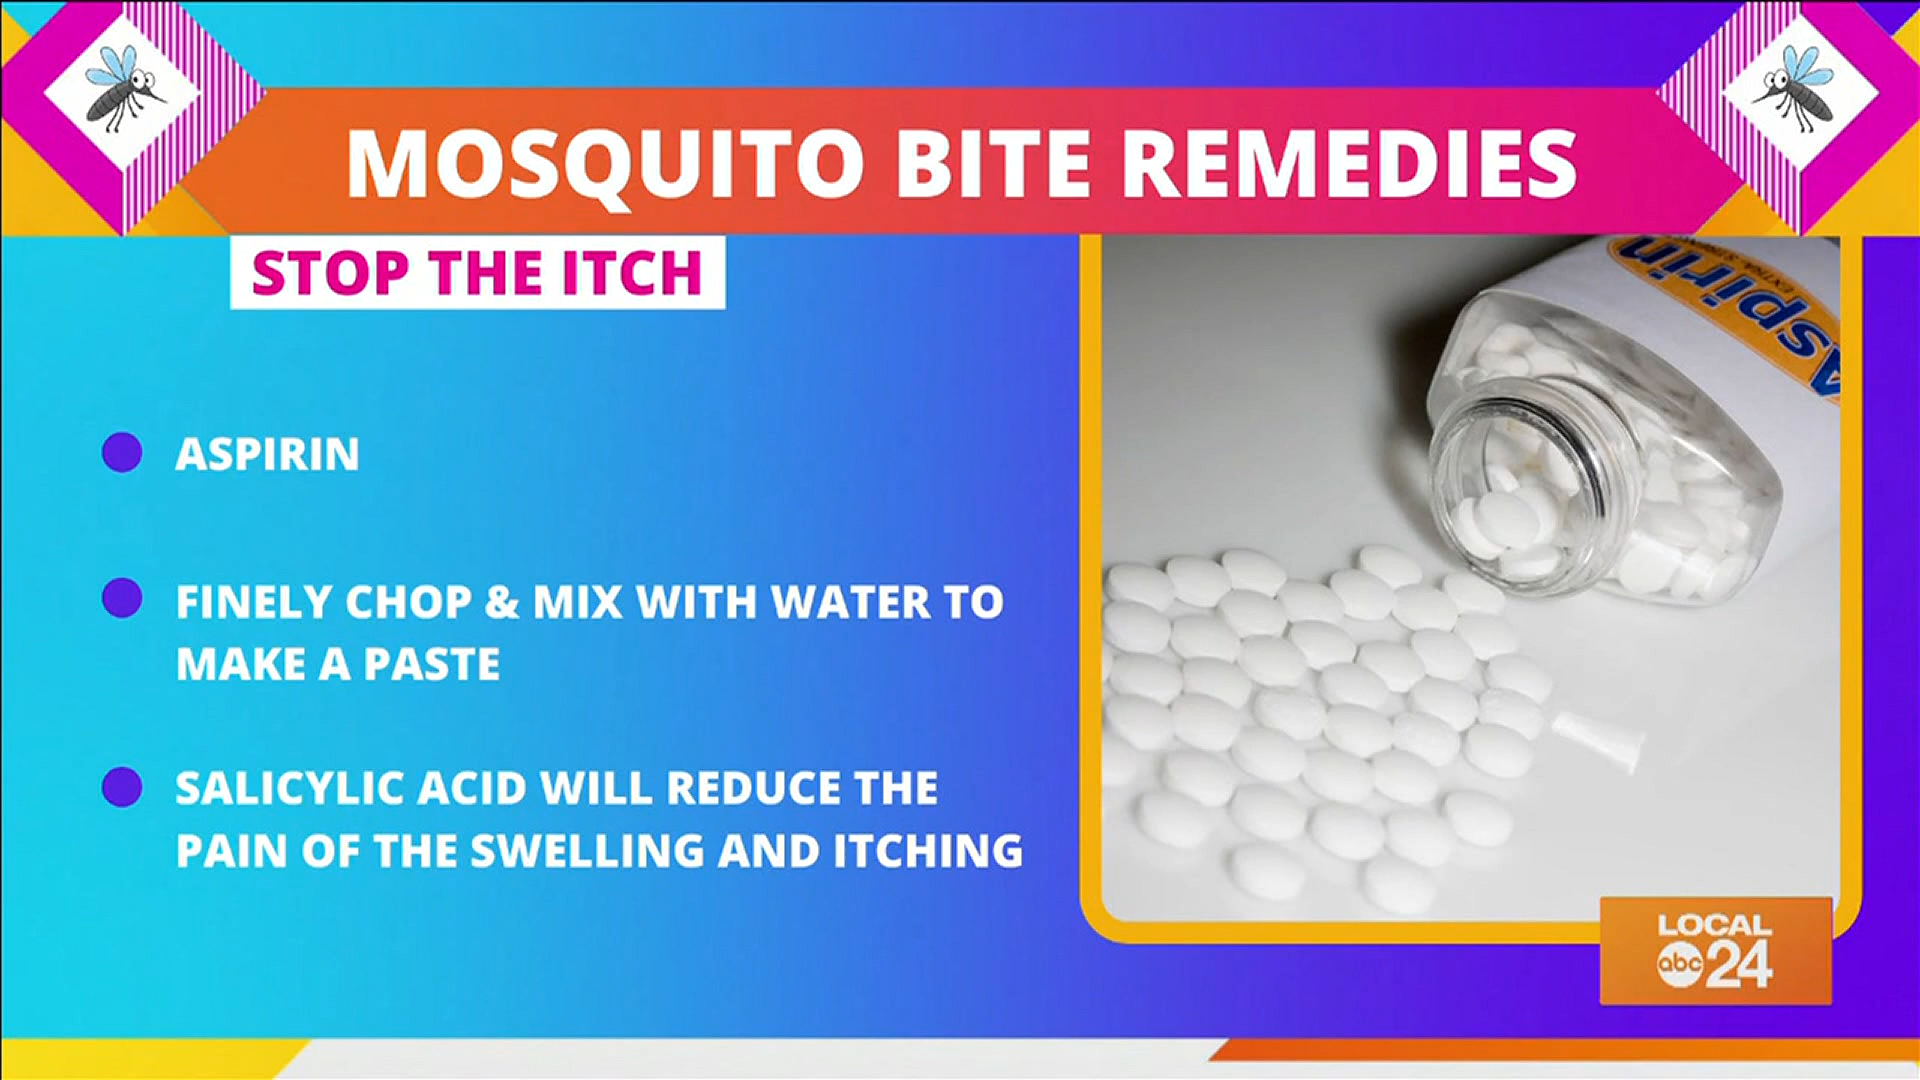 MOSQUITO BITE REMEDIES
STOP THE ITCH
ASPIRIN
FINELY CHOP & MIX WITH WATER TO
MAKE A PASTE
SALICYLIC ACID WILL REDUCE THE
PAIN OF THE SWELLING AND ITCHING
Aspirin
LOCAL
abc 24